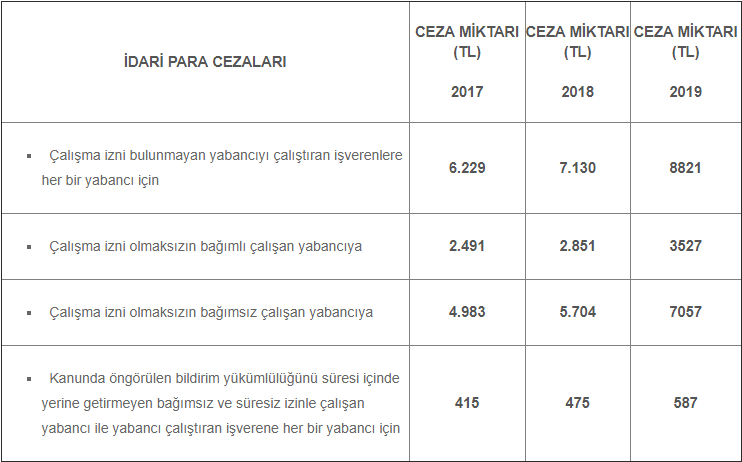 İDARİ PARA CEZALARI
CEZA MİKTARI
(TL)
2017
CEZA MİKTARI
(TL)
2018
CEZA MİKTARI
(TL)
2019
▪ Çalışma izni bulunmayan yabancıyı çalıştıran işverenlere
her bir yabancı için
6.229
7.130
8821
▪ Çalışma izni olmaksızın bağımlı çalışan yabancıya
2.491
2.851
3527
▪ Çalışma izni olmaksızın bağımsız çalışan yabancıya
4.983
5.704
7057
▪ Kanunda öngörülen bildirim yükümlülüğünü süresi içinde
yerine getirmeyen bağımsız ve süresiz izinle çalışan
yabancı ile yabancı çalıştıran işverene her bir yabancı için
415
475
587